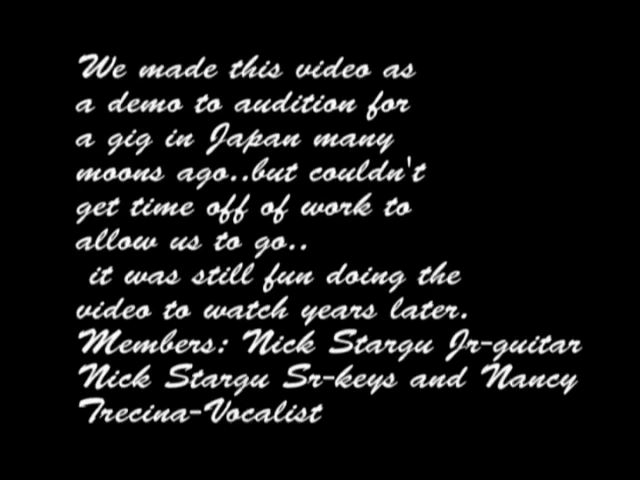 We made this video as
a demo to audition for
a gig in Japan many
moons ago..but couldn't
get time off of work to
allow us to go..
it was still fun doing the
video to watch years later.
Members: Nick Stargu Jr-guitar
Nick Stargu Sr-keys and Nancy
Trecina-Vocalist